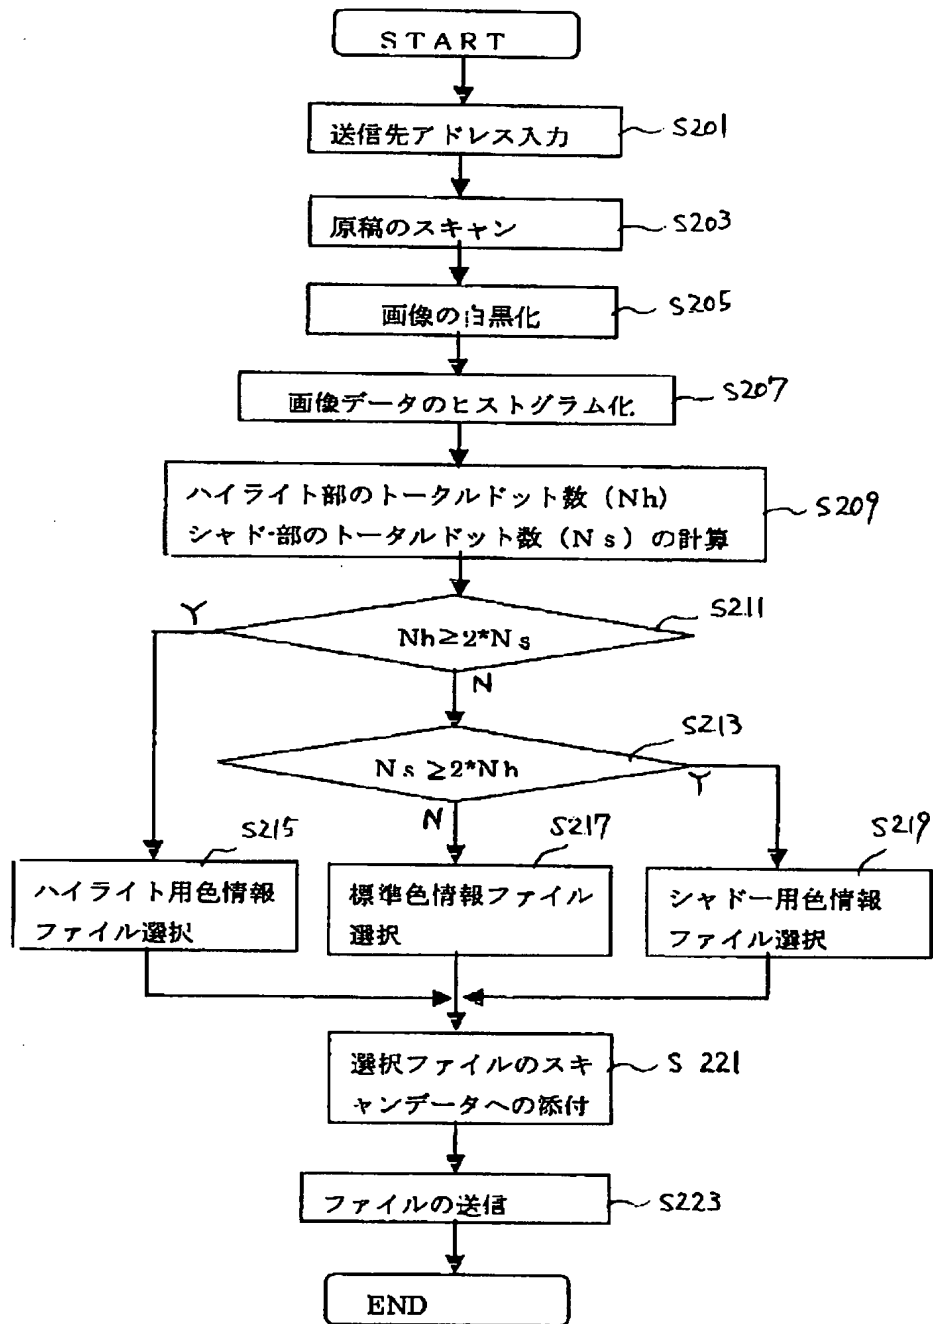 START
送信先アドレス入力
S201
原稿のスキャン
S203
画像の白黒化
S205
画像データのヒストグラム化
S207
ハイライト部のトータルドット数（Nh）
シャド-部のトータルドット数（Ns）の計算
S209
Y
Nh≥2*Ns
S211
N
Ns≥2*Nh
S213
Y
N
S215
ハイライト用色情報
ファイル選択
S217
標準色情報ファイル
選択
S219
シャドー用色情報
ファイル選択
選択ファイルのスキ
ャンデータへの添付
S 221
ファイルの送信
S223
END